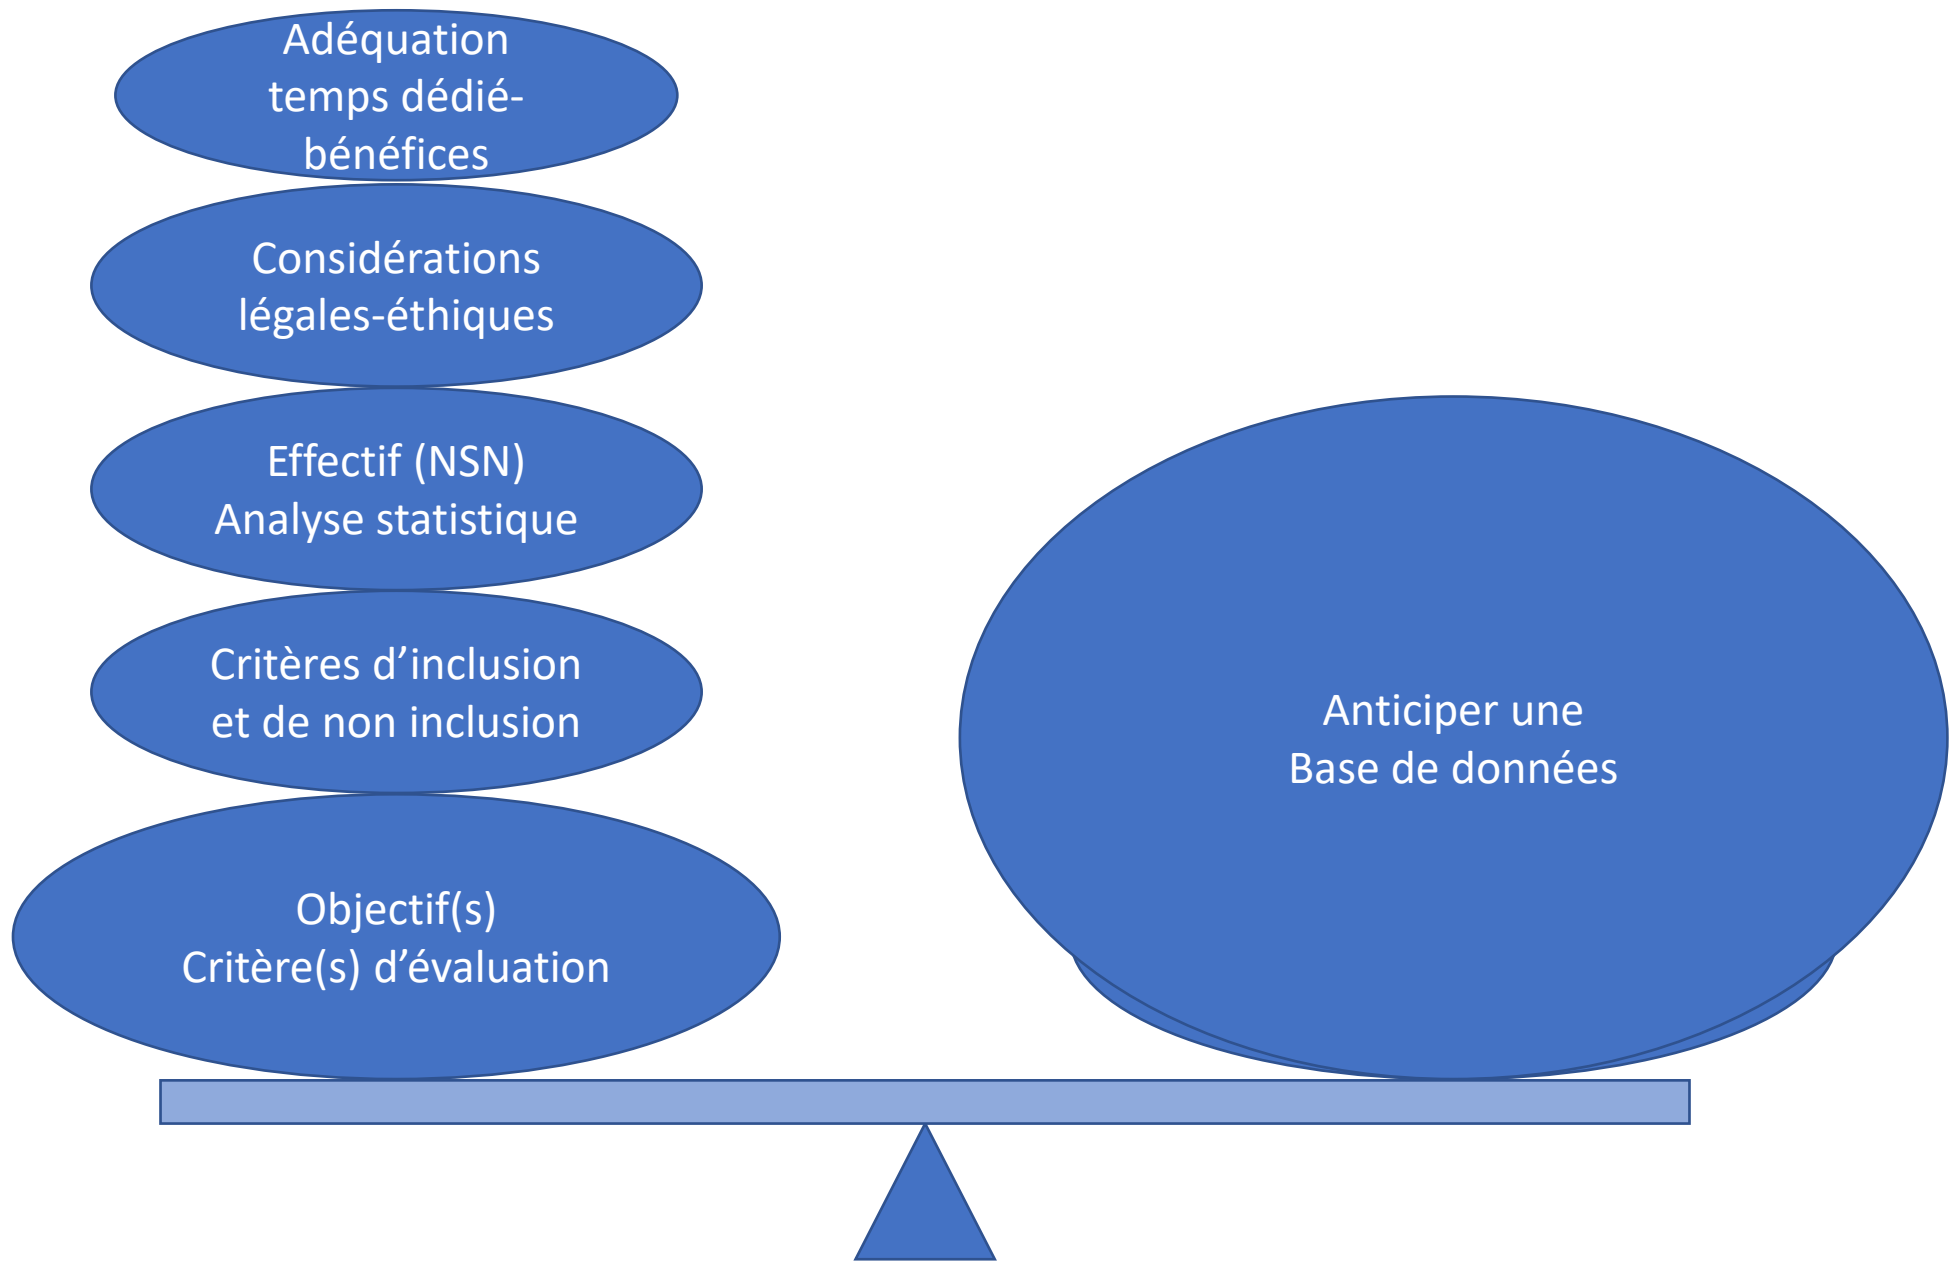 Adéquation
temps dédié-
bénéfices
Considérations
légales-éthiques
Effectif (NSN)
Analyse statistique
Critères d’inclusion
et de non inclusion
Objectif(s)
Critère(s) d’évaluation
Anticiper une
Base de données